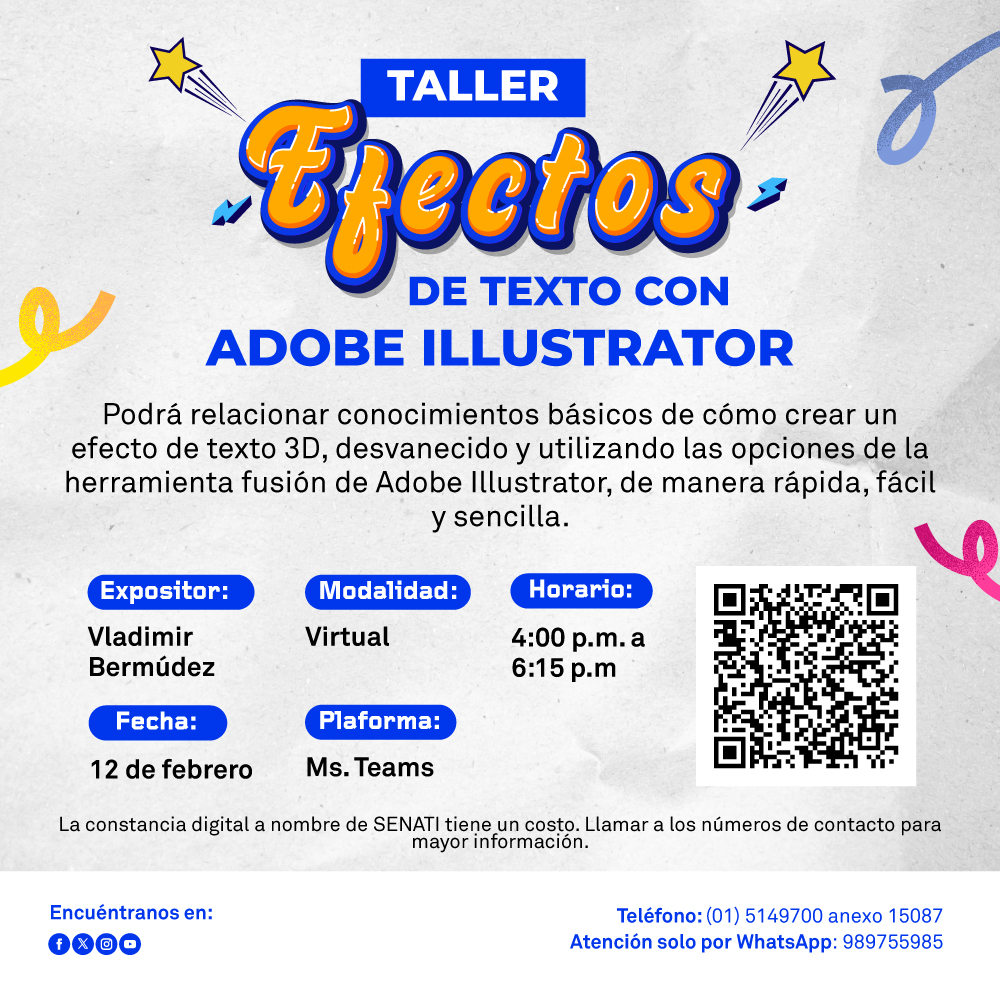 TALLER
Efectos
DE TEXTO CON
ADOBE ILLUSTRATOR
Podrá relacionar conocimientos básicos de cómo crear un
efecto de texto 3D, desvanecido y utilizando las opciones de la
herramienta fusión de Adobe Illustrator, de manera rápida, fácil
y sencilla.
Expositor:
Vladimir
Bermúdez
Modalidad:
Virtual
Horario:
4:00 p.m. a
6:15 p.m
Fecha:
12 de febrero
Plaforma:
Ms. Teams
La constancia digital a nombre de SENATI tiene un costo. Llamar a los números de contacto para
mayor información.
Encuéntranos en:
Teléfono: (01) 5149700 anexo 15087
Atención solo por WhatsApp: 989755985